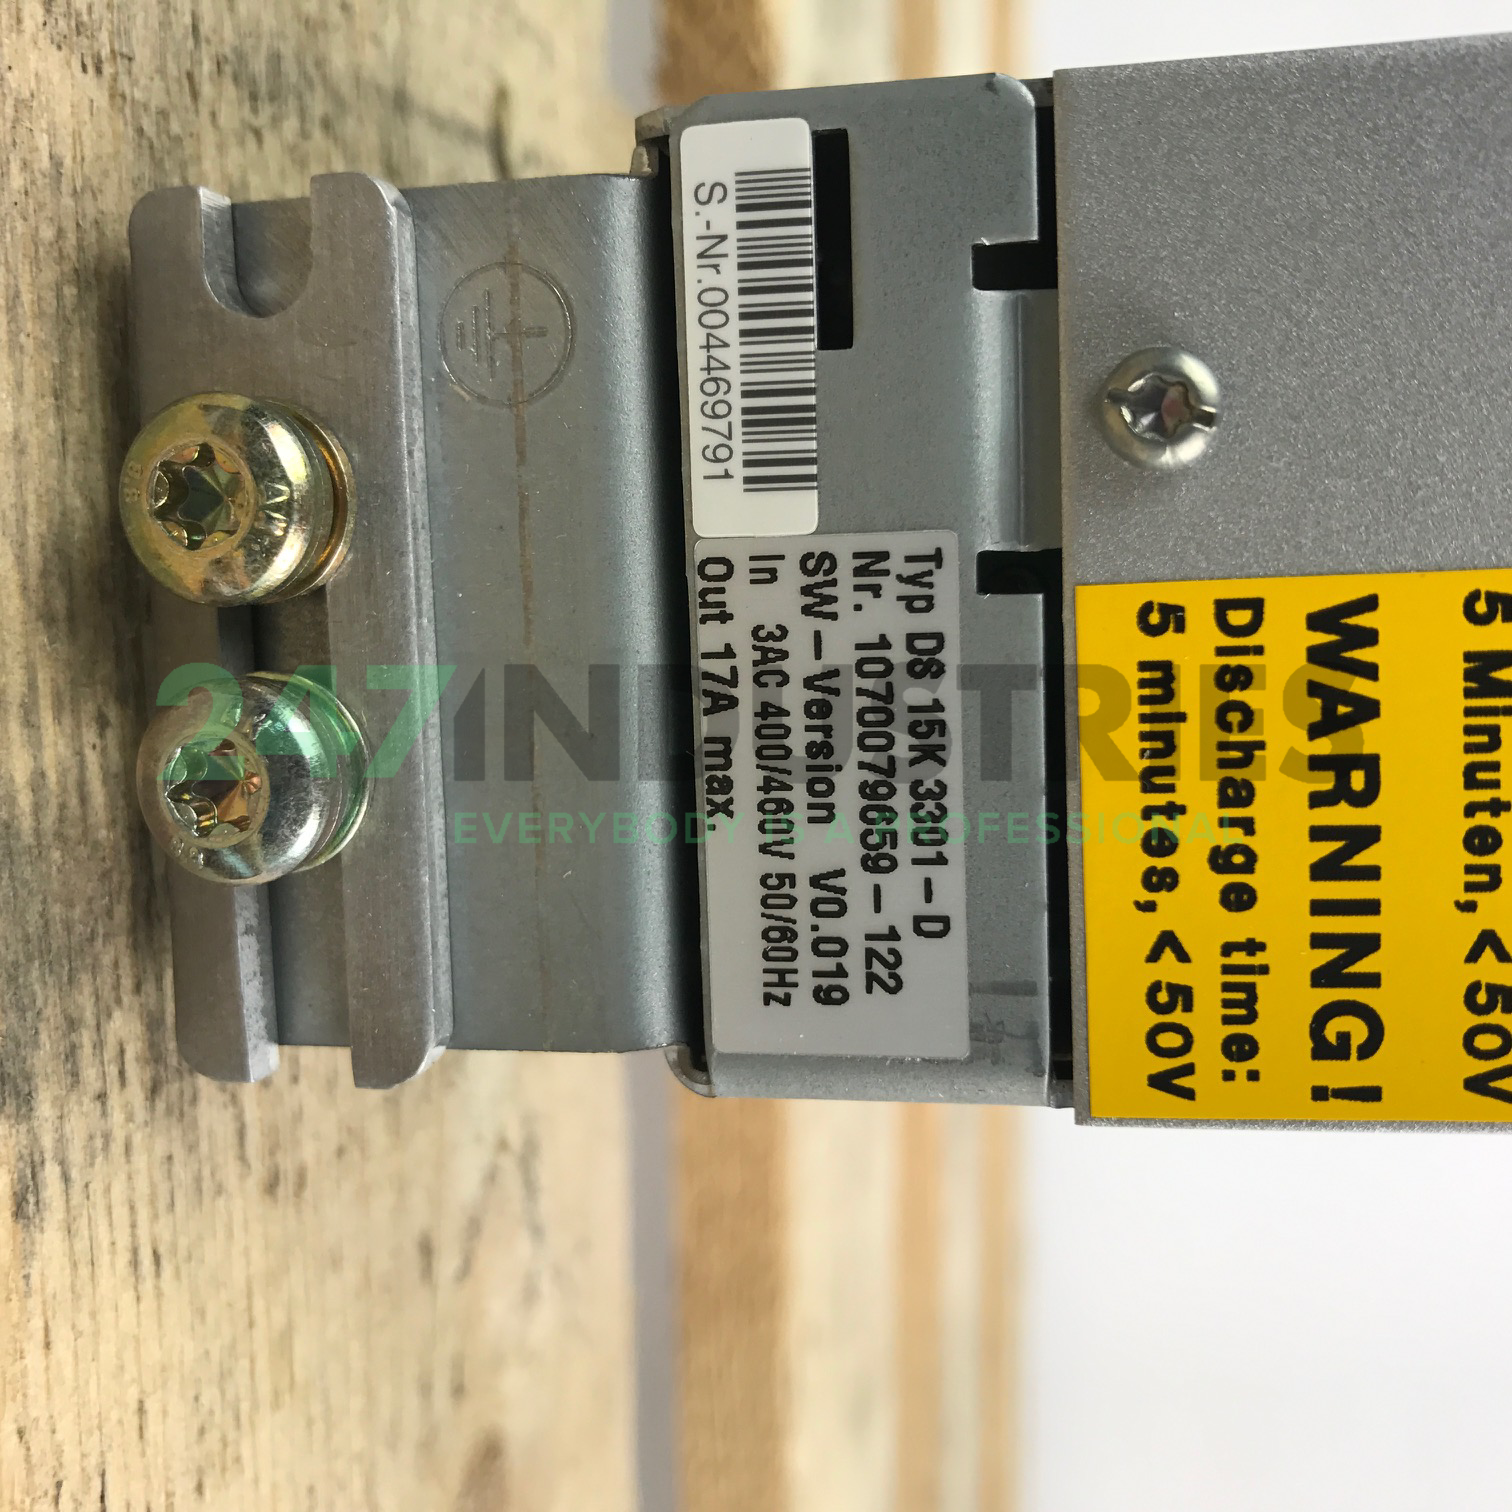 S.-Nr.004469791
Typ DS 15K 3301-D
Nr. 1070079659-122
SW-Version V0.019
In 3AC 400/460V 50/60Hz
Out 17A max
5 Minuten, < 50V
WARNING!
Discharge time:
5 minutes, < 50V
247INDUSTRIES
EVERYBODY IS A PROFESSIONAL